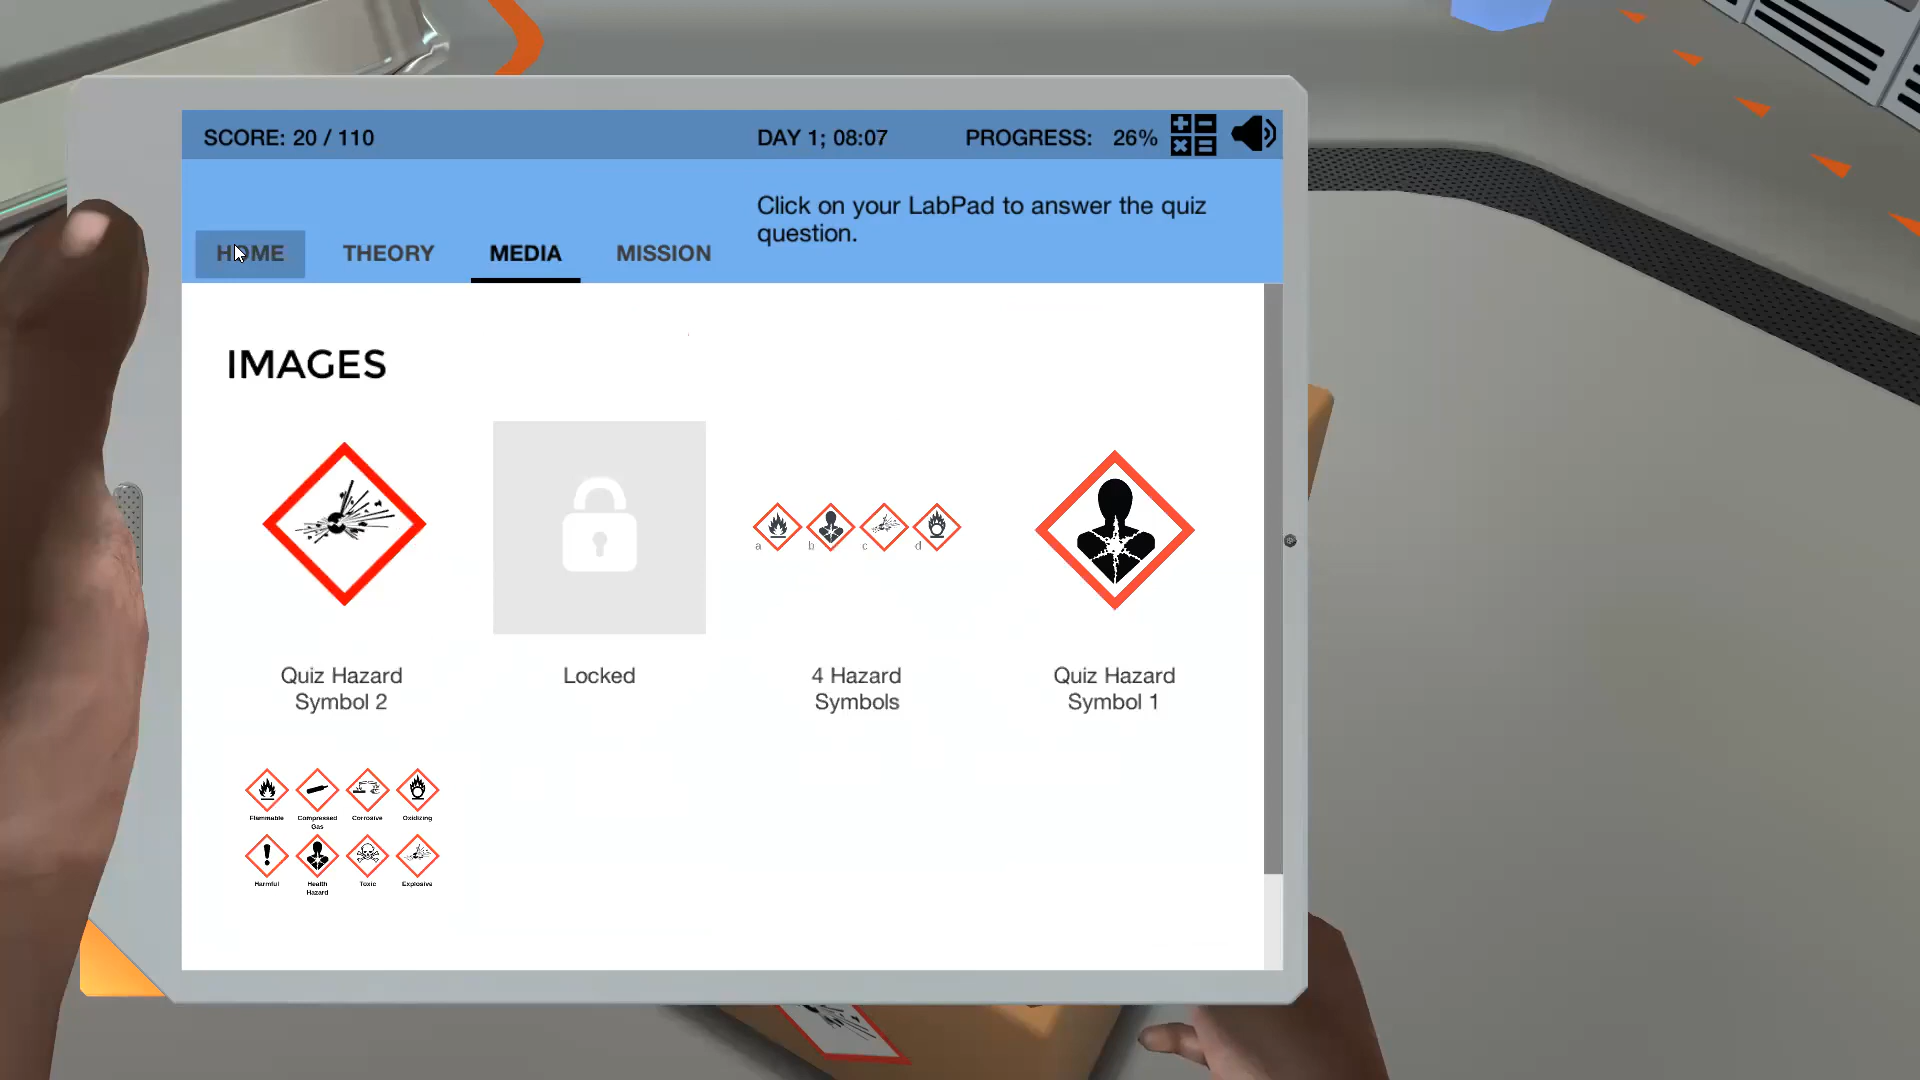 SCORE: 20 / 110
DAY 1; 08:07
PROGRESS: 26%
Click on your LabPad to answer the quiz
question.
HOME
THEORY
MEDIA
MISSION
IMAGES
a
b
c
d
Quiz Hazard
Symbol 2
Locked
4 Hazard
Symbols
Quiz Hazard
Symbol 1
Flammable
Compressed
Gas
Corrosive
Oxidizing
Harmful
Health
Hazard
Toxic
Explosive